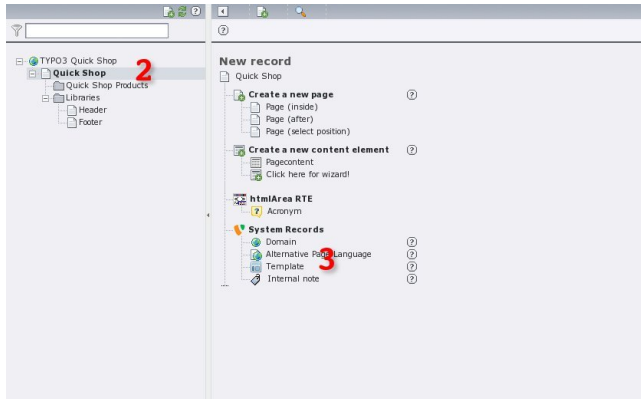 TYPO3 Quick Shop
Quick Shop
2
Quick Shop Products
Libraries
Header
Footer
New record
Quick Shop
Create a new page
Page (inside)
Page (after)
Page (select position)
Create a new content element
Pagecontent
Click here for wizard!
htmlArea RTE
Acronym
System Records
Domain
Alternative Page Language
3
Template
Internal note